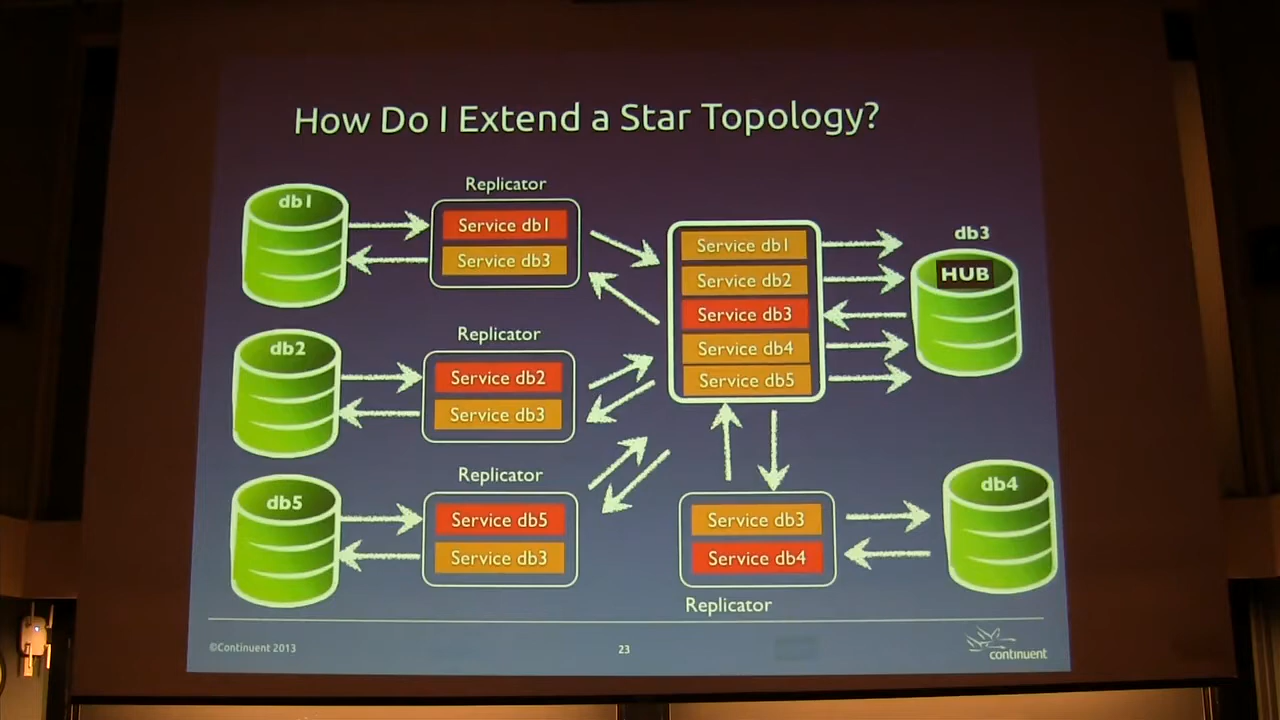 How Do I Extend a Star Topology?
db1
Replicator
Service db1
Service db3
db2
Replicator
Service db2
Service db3
db5
Replicator
Service db5
Service db3
Service db1
Service db2
Service db3
Service db4
Service db5
db3
HUB
Service db3
Service db4
Replicator
db4
©Continuent 2013
23
continuent